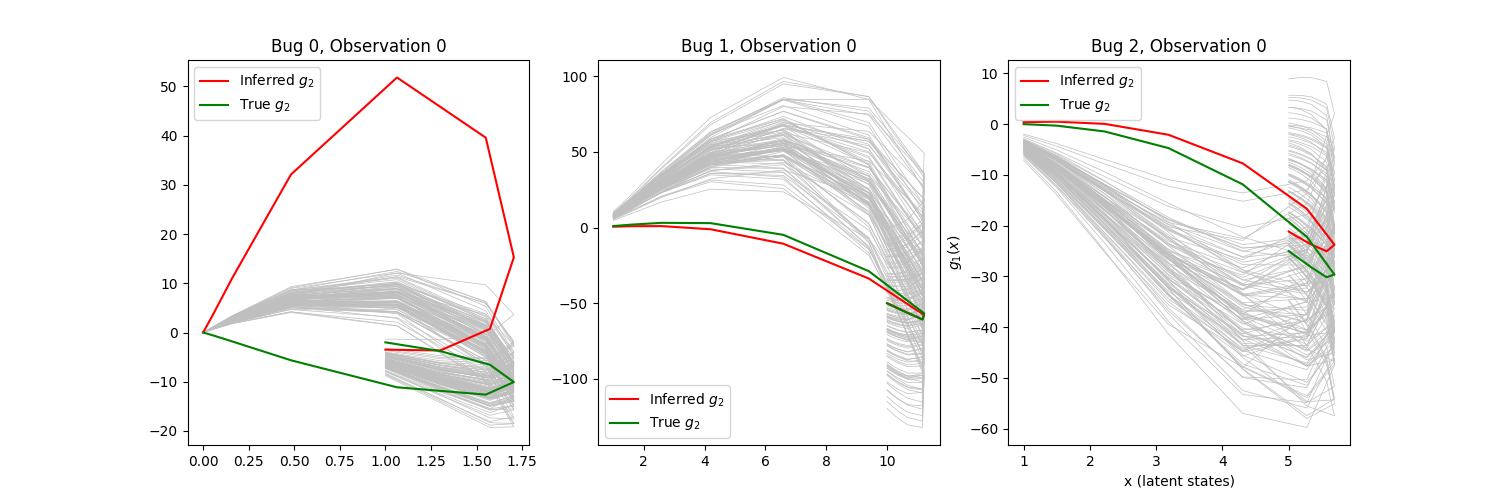 Bug 0, Observation 0
Inferred g₂
True g₂
50
40
30
20
10
0
−10
−20
0.00 0.25 0.50 0.75 1.00 1.25 1.50 1.75
Bug 1, Observation 0
100
50
0
−50
−100
Inferred g₂
True g₂
2 4 6 8 10
Bug 2, Observation 0
Inferred g₂
True g₂
g₁(x)
10
0
−10
−20
−30
−40
−50
−60
1 2 3 4 5
x (latent states)